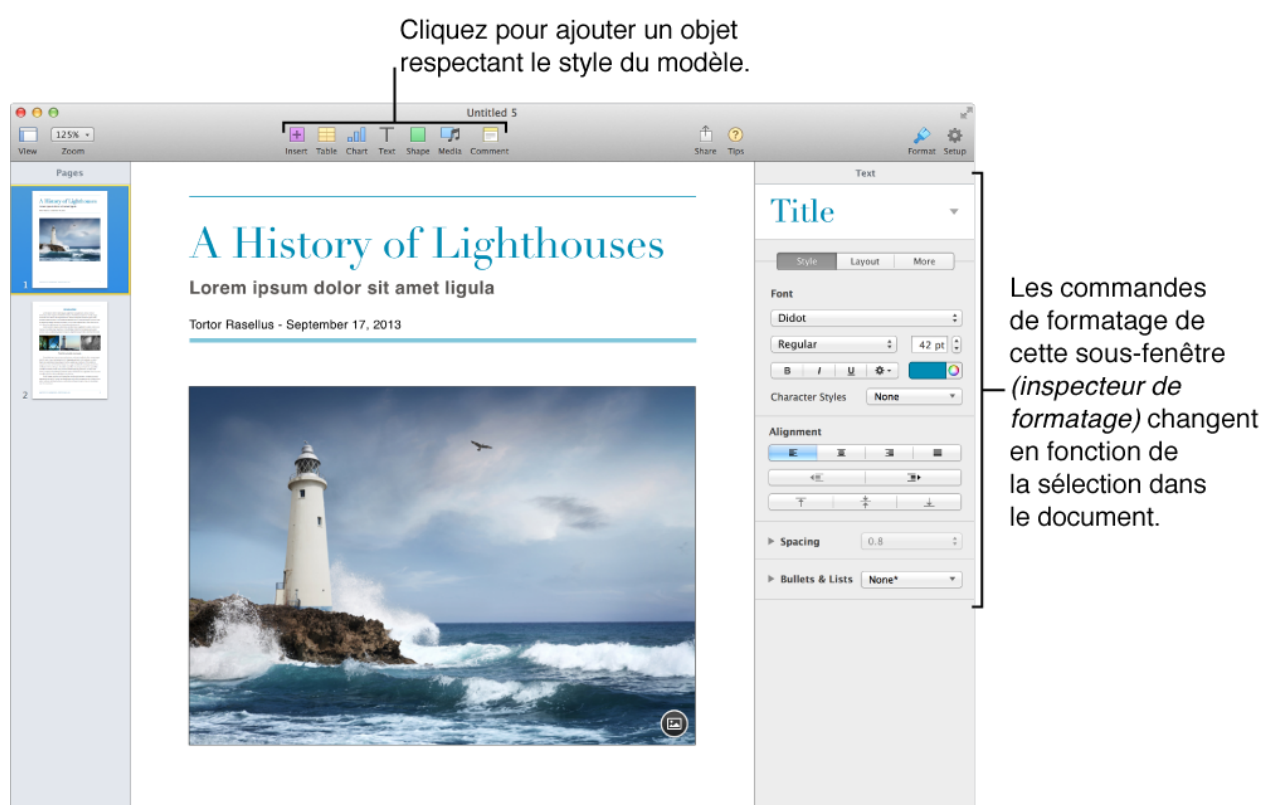 Cliquez pour ajouter un objet
respectant le style du modèle.
Untitled 5
125%
View Zoom
Insert Table Chart Text Shape Media Comment
Share Tips
Format Setup
Pages
A History of Lighthouses
1
2
A History of Lighthouses
Lorem ipsum dolor sit amet ligula
Tortor Rasellus - September 17, 2013
Text
Title
Style Layout More
Font
Didot
Regular 42 pt
B I U
Character Styles None
Alignment
Spacing 0.8
Bullets & Lists None*
Les commandes
de formatage de
cette sous-fenêtre
(inspecteur de
formatage) changent
en fonction de
la sélection dans
le document.